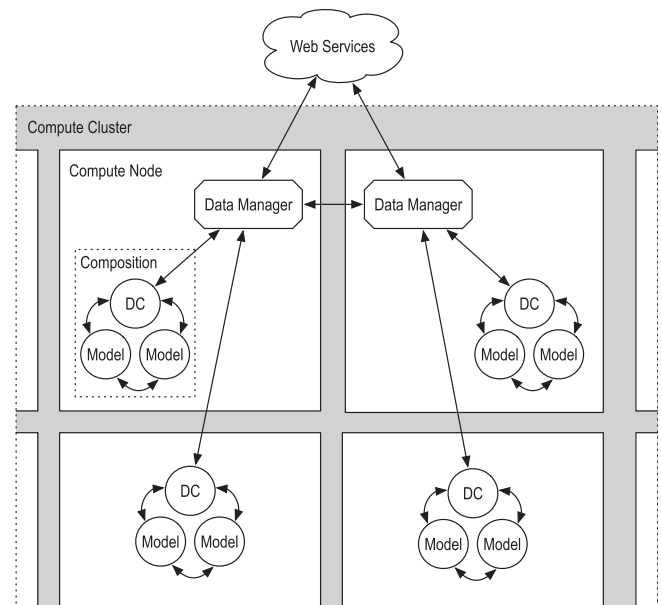 Web Services
Compute Cluster
Compute Node
Data Manager
Data Manager
Composition
DC
Model
Model
DC
Model
Model
DC
Model
Model
DC
Model
Model